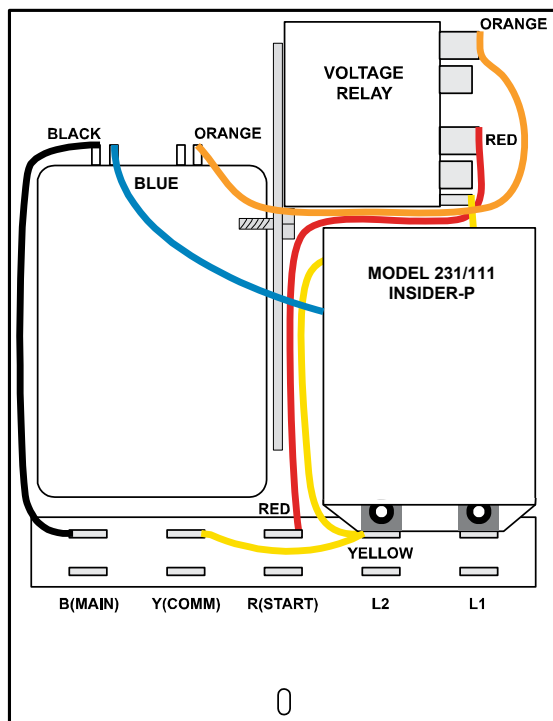 ORANGE
VOLTAGE
RELAY
BLACK
ORANGE
RED
BLUE
MODEL 231/111
INSIDER-P
RED
YELLOW
B(MAIN)
Y(COMM)
R(START)
L2
L1